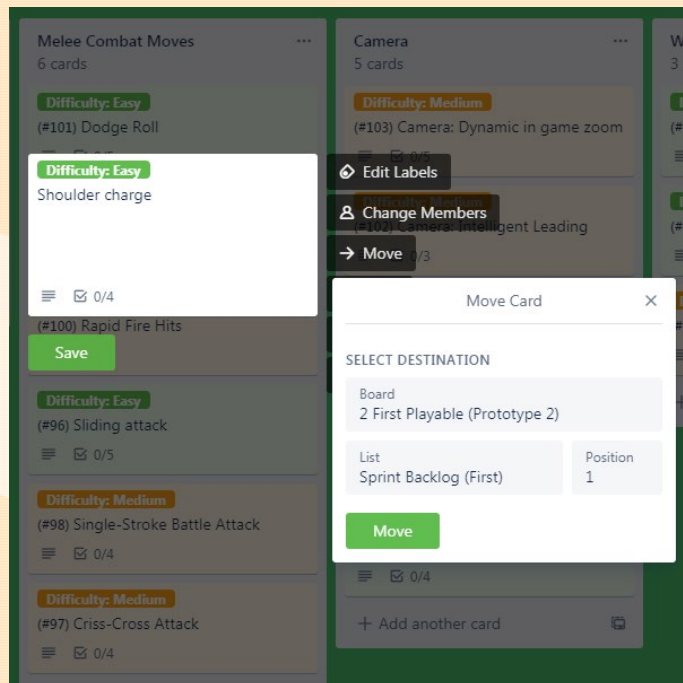 Melee Combat Moves
6 cards
Difficulty: Easy
(#101) Dodge Roll
Difficulty: Easy
Shoulder charge
0/4
(#100) Rapid Fire Hits
Save
Difficulty: Easy
(#96) Sliding attack
0/5
Difficulty: Medium
(#98) Single-Stroke Battle Attack
0/4
Difficulty: Medium
(#97) Criss-Cross Attack
0/4
Camera
5 cards
Difficulty: Medium
(#103) Camera: Dynamic in game zoom
0/5
Edit Labels
Difficulty: Medium
Change Members
(#102) Camera: Intelligent Leading
Move
0/3
Move Card
SELECT DESTINATION
Board
2 First Playable (Prototype 2)
List
Sprint Backlog (First)
Position
1
Move
0/4
+ Add another card
W
3